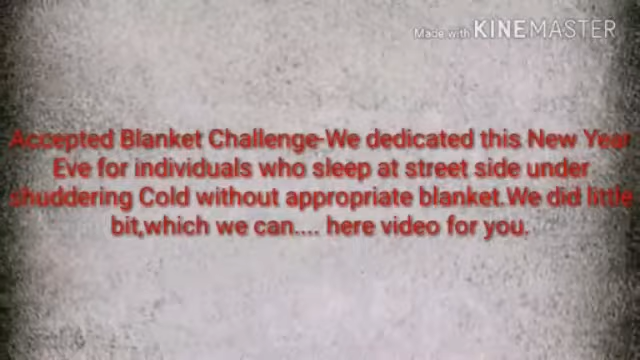 Made with KINEMASTER
Accepted Blanket Challenge-We dedicated this New Year
Eve for individuals who sleep at street side under
shuddering Cold without appropriate blanket.We did little
bit,which we can.... here video for you.